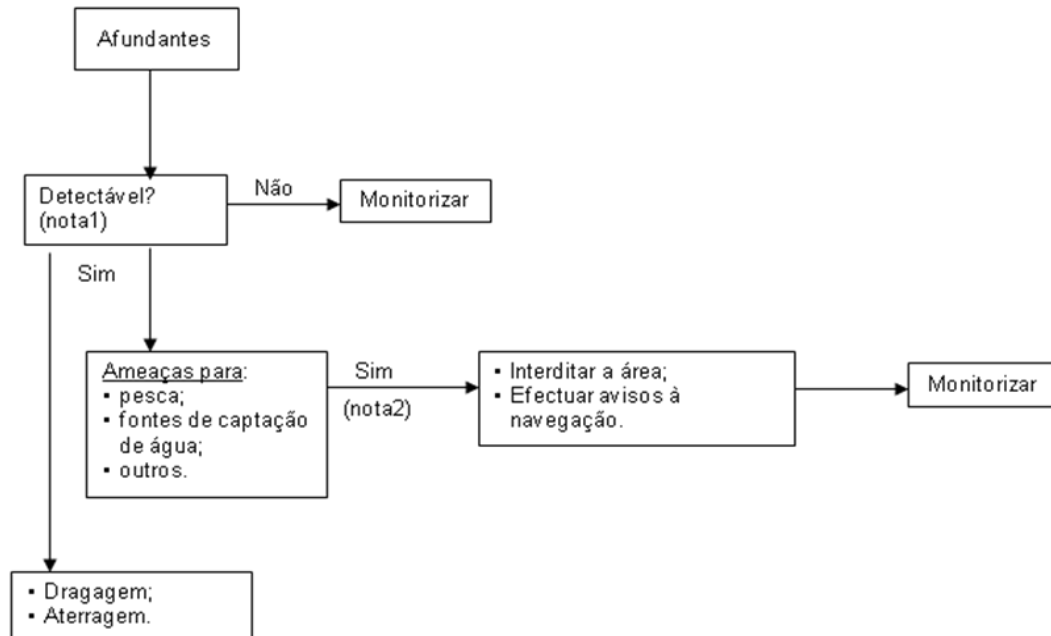 Afundantes
Detectável?
(nota1)
Não
Monitorizar
Sim
Ameaças para:
▪ pesca;
▪ fontes de captação
de água;
▪ outros.
Sim
(nota2)
▪ Interditar a área;
▪ Efectuar avisos à
navegação.
Monitorizar
▪ Dragagem;
▪ Aterragem.